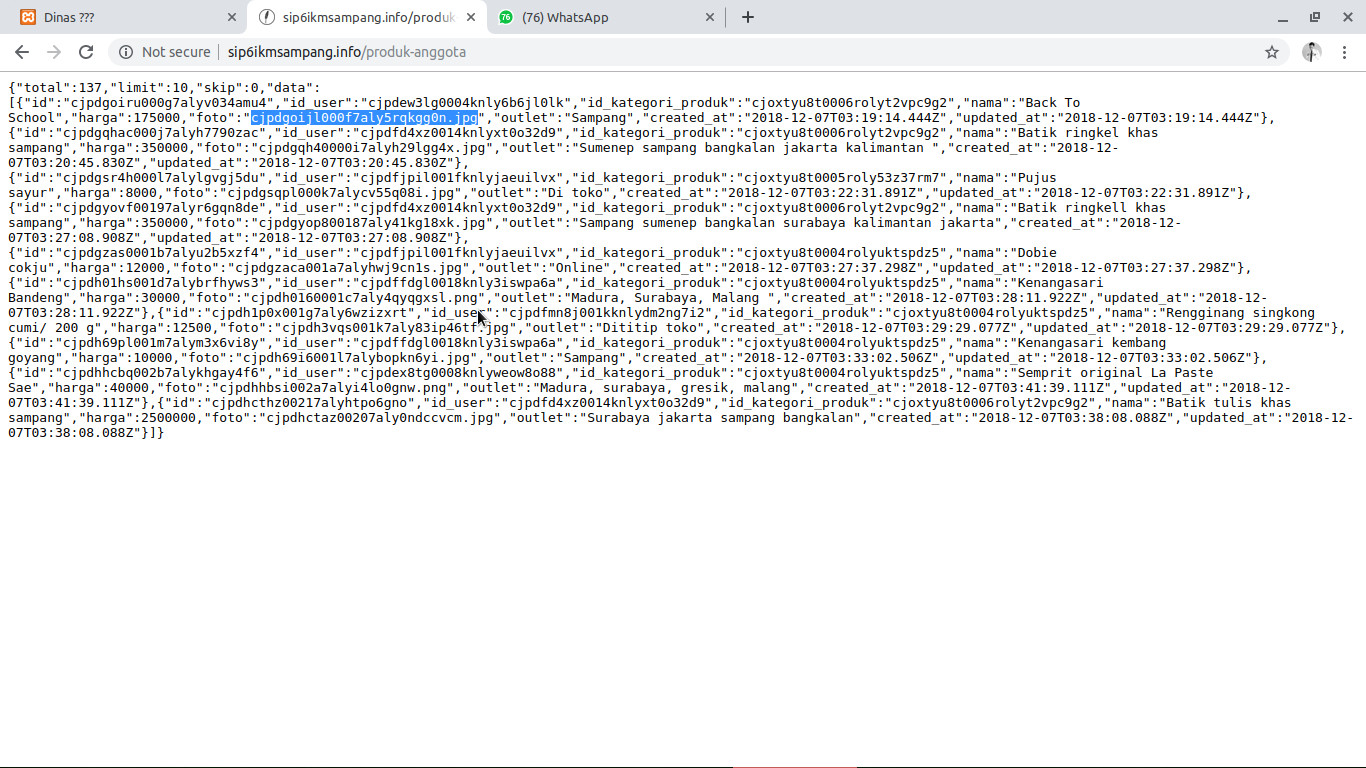 Dinas ???
sip6ikmsampang.info/produk-
76
(76) WhatsApp
Not secure
sip6ikmsampang.info/produk-anggota
{"total":137,"limit":10,"skip":0,"data":
[{"id":"cjpdgoiru000g7alyv034amu4","id_user":"cjpdew3lg0004knly6b6jl0lk","id_kategori_produk":"cjoxtyu8t0006rolyt2vpc9g2","nama":"Back To
School","harga":175000,"foto":"cjpdgoijl000f7aly5rqkgg0n.jpg","outlet":"Sampang","created_at":"2018-12-07T03:19:14.444Z","updated_at":"2018-12-07T03:19:14.444Z"},
{"id":"cjpdgqhac000j7alyh7790zac","id_user":"cjpdfd4xz0014knlyxt0o32d9","id_kategori_produk":"cjoxtyu8t0006rolyt2vpc9g2","nama":"Batik ringkel khas
sampang","harga":350000,"foto":"cjpdgqh40000i7alyh29lgg4x.jpg","outlet":"Sumenep sampang bangkalan jakarta kalimantan ","created_at":"2018-12-
07T03:20:45.830Z","updated_at":"2018-12-07T03:20:45.830Z"},
{"id":"cjpdgsr4h000l7alylgvgj5du","id_user":"cjpdfjpil001fknlyjaeuilvx","id_kategori_produk":"cjoxtyu8t0005roly53z37rm7","nama":"Pujus
sayur","harga":8000,"foto":"cjpdgsqpl000k7alycv55q08i.jpg","outlet":"Di toko","created_at":"2018-12-07T03:22:31.891Z","updated_at":"2018-12-07T03:22:31.891Z"},
{"id":"cjpdgyovf00197alyr6gqn8de","id_user":"cjpdfd4xz0014knlyxt0o32d9","id_kategori_produk":"cjoxtyu8t0006rolyt2vpc9g2","nama":"Batik ringkell khas
sampang","harga":350000,"foto":"cjpdgyop800187aly41kg18xk.jpg","outlet":"Sampang sumenep bangkalan surabaya kalimantan jakarta","created_at":"2018-12-
07T03:27:08.908Z","updated_at":"2018-12-07T03:27:08.908Z"},
{"id":"cjpdgzas0001b7alyu2b5xzf4","id_user":"cjpdfjpil001fknlyjaeuilvx","id_kategori_produk":"cjoxtyu8t0004rolyuktspdz5","nama":"Dobie
cokju","harga":12000,"foto":"cjpdgzaca001a7alyhwj9cn1s.jpg","outlet":"Online","created_at":"2018-12-07T03:27:37.298Z","updated_at":"2018-12-07T03:27:37.298Z"},
{"id":"cjpdh01hs001d7alybrfhyws3","id_user":"cjpdffdgl0018knly3iswpa6a","id_kategori_produk":"cjoxtyu8t0004rolyuktspdz5","nama":"Kenangasari
Bandeng","harga":30000,"foto":"cjpdh0160001c7aly4qyqgxsl.png","outlet":"Madura, Surabaya, Malang ","created_at":"2018-12-07T03:28:11.922Z","updated_at":"2018-12-
07T03:28:11.922Z"},{"id":"cjpdh1p0x001g7aly6wzizxrt","id_user":"cjpdfmn8j001kknlydm2ng7i2","id_kategori_produk":"cjoxtyu8t0004rolyuktspdz5","nama":"Rengginang singkong
cumi/ 200 g","harga":12500,"foto":"cjpdh3vqs001k7aly83ip46tf.jpg","outlet":"Dititip toko","created_at":"2018-12-07T03:29:29.077Z","updated_at":"2018-12-07T03:29:29.077Z"},
{"id":"cjpdh69pl001m7alym3x6vi8y","id_user":"cjpdffdgl0018knly3iswpa6a","id_kategori_produk":"cjoxtyu8t0004rolyuktspdz5","nama":"Kenangasari kembang
goyang","harga":10000,"foto":"cjpdh69i6001l7alybopkn6yi.jpg","outlet":"Sampang","created_at":"2018-12-07T03:33:02.506Z","updated_at":"2018-12-07T03:33:02.506Z"},
{"id":"cjpdhhcbq002b7alykhgay4f6","id_user":"cjpdex8tg0008knlyweow8o88","id_kategori_produk":"cjoxtyu8t0004rolyuktspdz5","nama":"Semprit original La Paste
Sae","harga":40000,"foto":"cjpdhhbsi002a7alyi4lo0gnw.png","outlet":"Madura, surabaya, gresik, malang","created_at":"2018-12-07T03:41:39.111Z","updated_at":"2018-12-
07T03:41:39.111Z"},{"id":"cjpdhcthz00217alyhtpo6gno","id_user":"cjpdfd4xz0014knlyxt0o32d9","id_kategori_produk":"cjoxtyu8t0006rolyt2vpc9g2","nama":"Batik tulis khas
sampang","harga":2500000,"foto":"cjpdhctaz00207aly0ndccvcm.jpg","outlet":"Surabaya jakarta sampang bangkalan","created_at":"2018-12-07T03:38:08.088Z","updated_at":"2018-12-
07T03:38:08.088Z"}]}